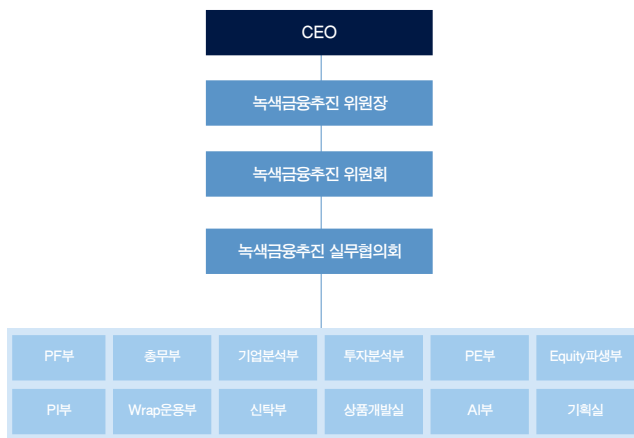 CEO
녹색금융추진 위원장
녹색금융추진 위원회
녹색금융추진 실무협의회
PF부 총무부 기업분석부 투자분석부 PE부 Equity파생부
PI부 Wrap운용부 신탁부 상품개발실 AI부 기획실